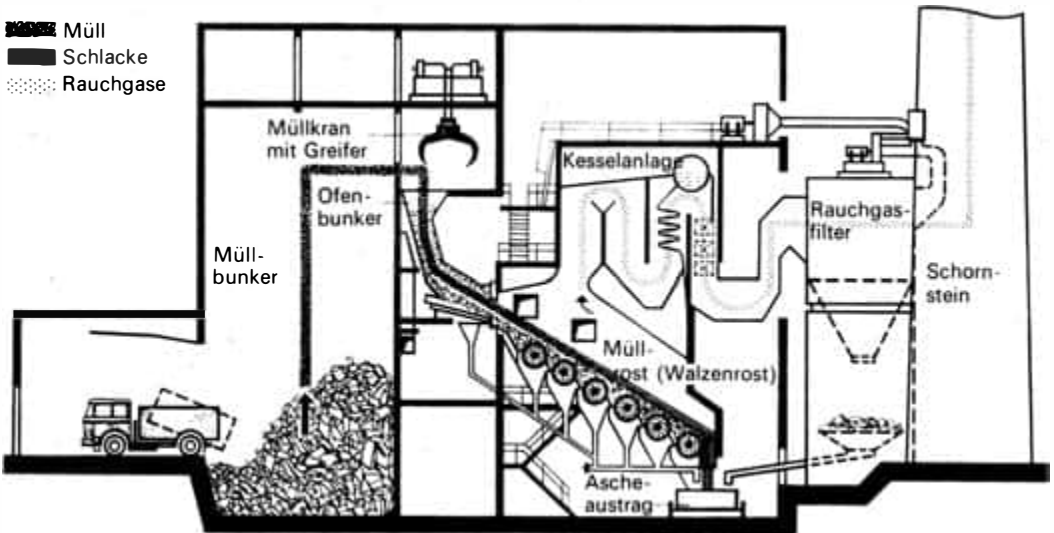 Müll
Schlacke
Rauchgase
Müllkran
mit Greifer
Ofen-
bunker
Müll-
bunker
Kesselanlage
Rauchgas-
filter
Schorn-
stein
Müll-
rost (Walzenrost)
Asche-
austrag